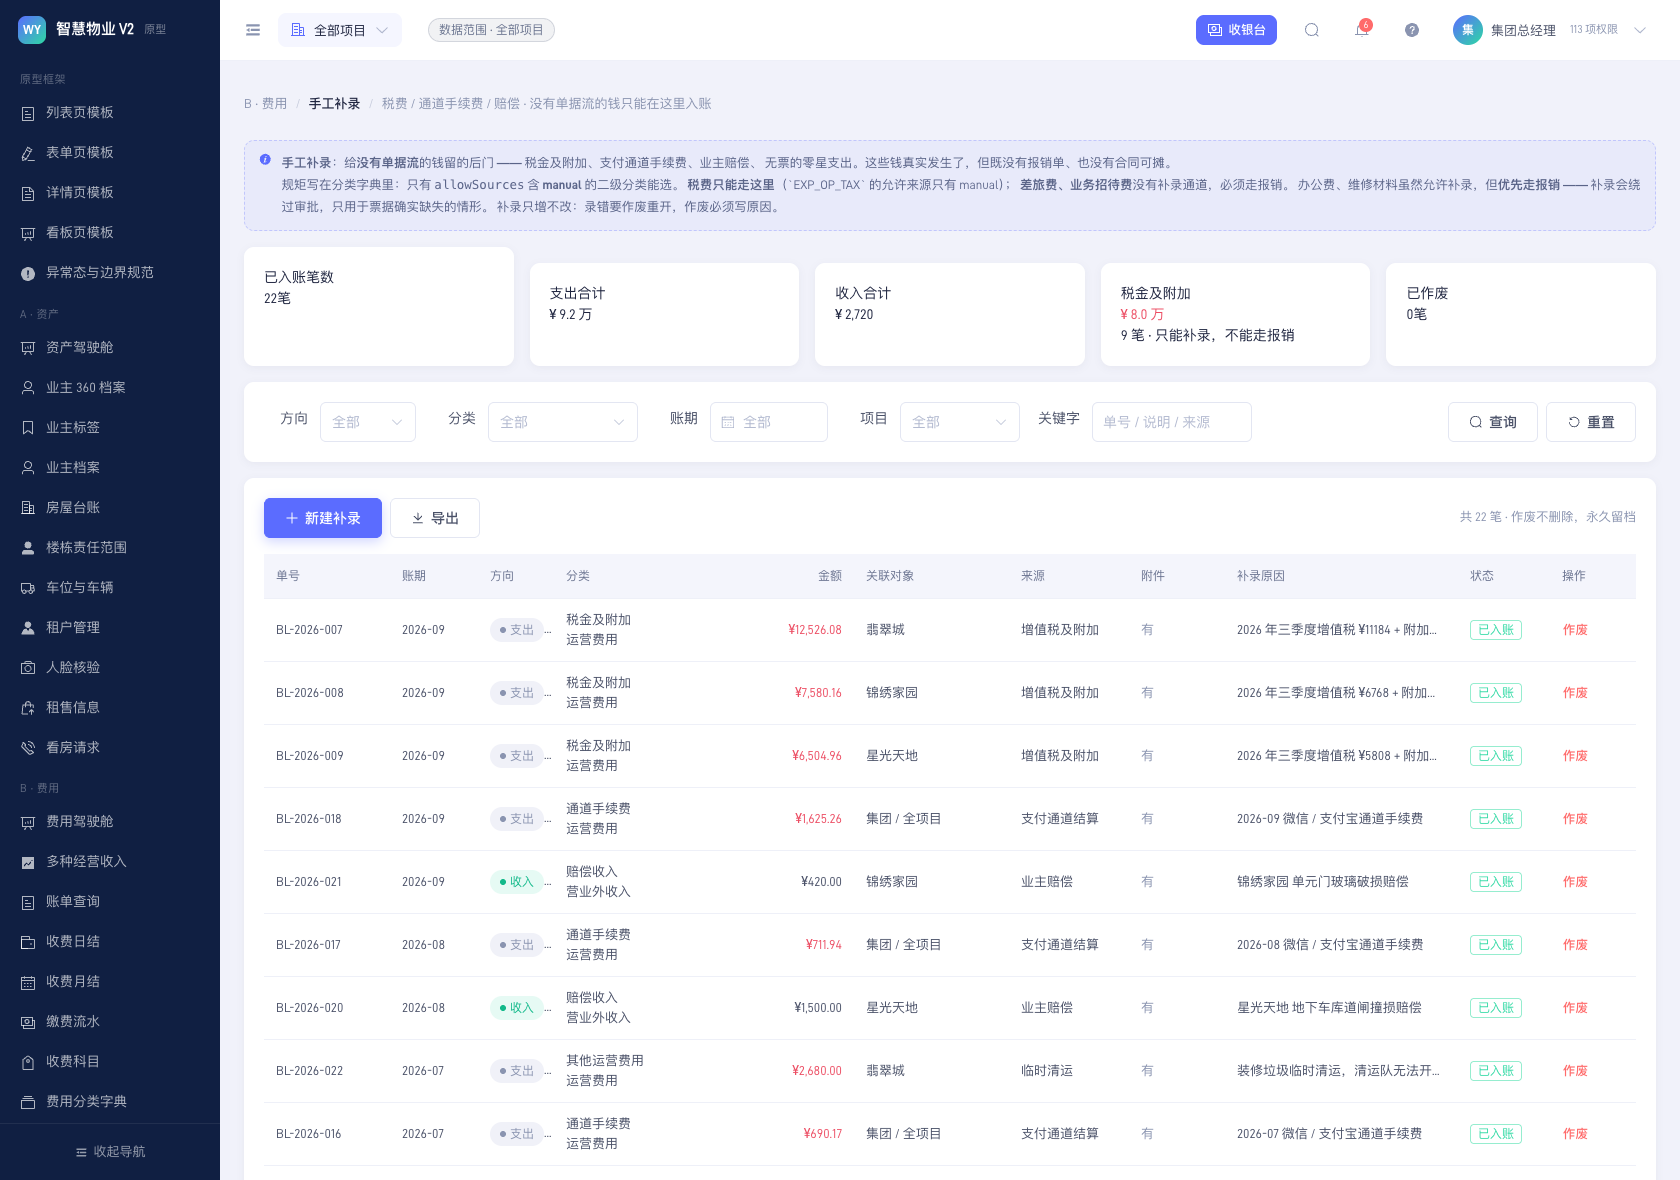 WY 智慧物业 V2 原型
原型框架
列表页模板
表单页模板
详情页模板
看板页模板
异常态与边界规范
A · 资产
资产驾驶舱
业主 360 档案
业主标签
业主档案
房屋台账
楼栋责任范围
车位与车辆
租户管理
人脸核验
租售信息
看房请求
B · 费用
费用驾驶舱
多种经营收入
账单查询
收费日结
收费月结
缴费流水
收费科目
费用分类字典
收起导航
全部项目
数据范围 · 全部项目
收银台
6
集 集团总经理 113 项权限
B · 费用 / 手工补录 / 税费 / 通道手续费 / 赔偿 · 没有单据流的钱只能在这里入账
手工补录：给没有单据流的钱留的后门 —— 税金及附加、支付通道手续费、业主赔偿、无票的零星支出。这些钱真实发生了，但既没有报销单、也没有合同可摊。
规矩写在分类字典里：只有 allowSources 含 manual 的二级分类能选。税费只能走这里（`EXP_OP_TAX` 的允许来源只有 manual）； 差旅费、业务招待费没有补录通道，必须走报销。 办公费、维修材料虽然允许补录，但优先走报销 —— 补录会绕
过审批，只用于票据确实缺失的情形。 补录只增不改：录错要作废重开，作废必须写原因。
已入账笔数
22笔
支出合计
¥ 9.2 万
收入合计
¥ 2,720
税金及附加
¥ 8.0 万
9 笔 · 只能补录，不能走报销
已作废
0笔
方向 全部 分类 全部 账期 全部 项目 全部 关键字 单号 / 说明 / 来源 查询 重置
新建补录 导出 共 22 笔 · 作废不删除，永久留档
单号 账期 方向 分类 金额 关联对象 来源 附件 补录原因 状态 操作
BL-2026-007 2026-09 支出... 税金及附加 ¥12,526.08 翡翠城 增值税及附加 有 2026 年三季度增值税 ¥11184 + 附加... 已入账 作废
运营费用
BL-2026-008 2026-09 支出... 税金及附加 ¥7,580.16 锦绣家园 增值税及附加 有 2026 年三季度增值税 ¥6768 + 附加... 已入账 作废
运营费用
BL-2026-009 2026-09 支出... 税金及附加 ¥6,504.96 星光天地 增值税及附加 有 2026 年三季度增值税 ¥5808 + 附加... 已入账 作废
运营费用
BL-2026-018 2026-09 支出... 通道手续费 ¥1,625.26 集团 / 全项目 支付通道结算 有 2026-09 微信 / 支付宝通道手续费 已入账 作废
运营费用
BL-2026-021 2026-09 收入... 赔偿收入 ¥420.00 锦绣家园 业主赔偿 有 锦绣家园 单元门玻璃破损赔偿 已入账 作废
营业外收入
BL-2026-017 2026-08 支出... 通道手续费 ¥711.94 集团 / 全项目 支付通道结算 有 2026-08 微信 / 支付宝通道手续费 已入账 作废
运营费用
BL-2026-020 2026-08 收入... 赔偿收入 ¥1,500.00 星光天地 业主赔偿 有 星光天地 地下车库道闸撞损赔偿 已入账 作废
营业外收入
BL-2026-022 2026-07 支出... 其他运营费用 ¥2,680.00 翡翠城 临时清运 有 装修垃圾临时清运，清运队无法开... 已入账 作废
运营费用
BL-2026-016 2026-07 支出... 通道手续费 ¥690.17 集团 / 全项目 支付通道结算 有 2026-07 微信 / 支付宝通道手续费 已入账 作废
运营费用